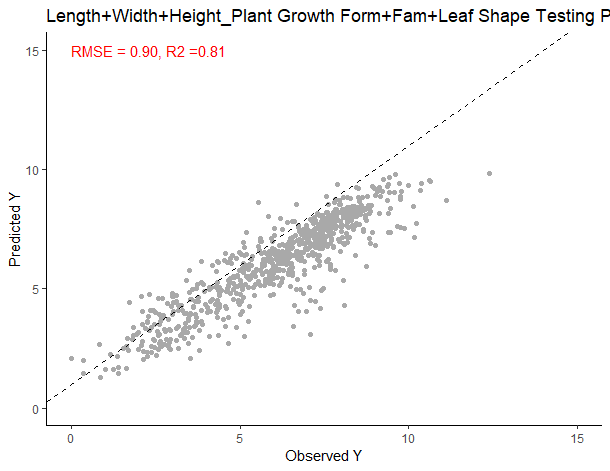 Length+Width+Height_Plant Growth Form+Fam+Leaf Shape Testing P
RMSE = 0.90, R2 =0.81
15
10
5
0
Predicted Y
0 5 10 15
Observed Y